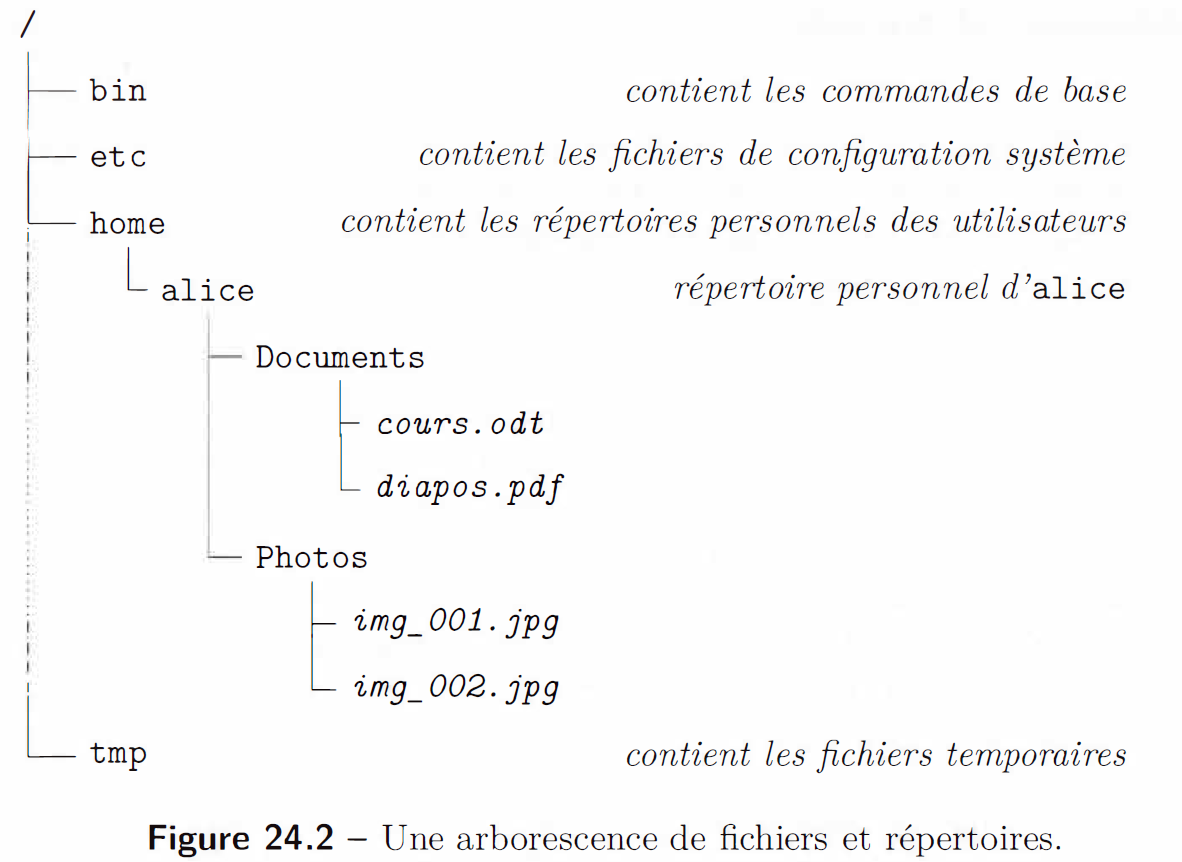 /
bin contient les commandes de base
etc contient les fichiers de configuration système
home contient les répertoires personnels des utilisateurs
alice répertoire personnel d'alice
Documents
cours.odt
diapos.pdf
Photos
img_001.jpg
img_002.jpg
tmp contient les fichiers temporaires
Figure 24.2 – Une arborescence de fichiers et répertoires.